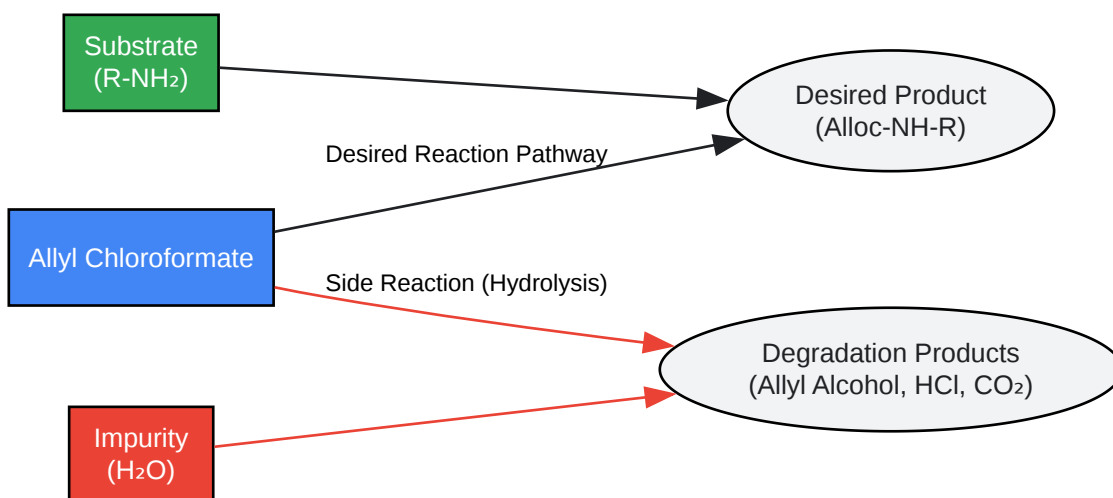 Substrate
(R-NH₂)
Desired Product
(Alloc-NH-R)
Desired Reaction Pathway
Allyl Chloroformate
Side Reaction (Hydrolysis)
Degradation Products
(Allyl Alcohol, HCl, CO₂)
Impurity
(H₂O)